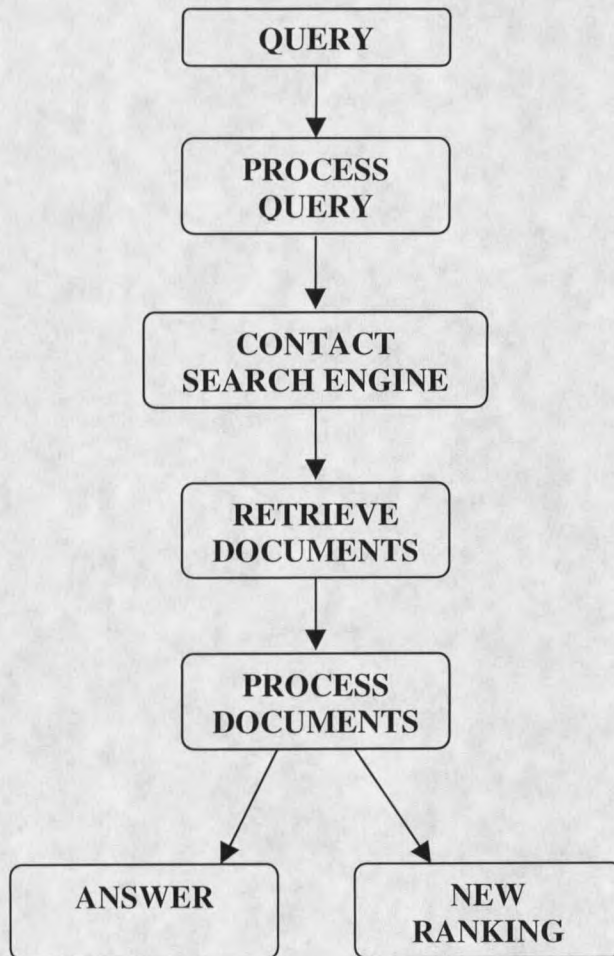 QUERY
PROCESS
QUERY
CONTACT
SEARCH ENGINE
RETRIEVE
DOCUMENTS
PROCESS
DOCUMENTS
ANSWER
NEW
RANKING